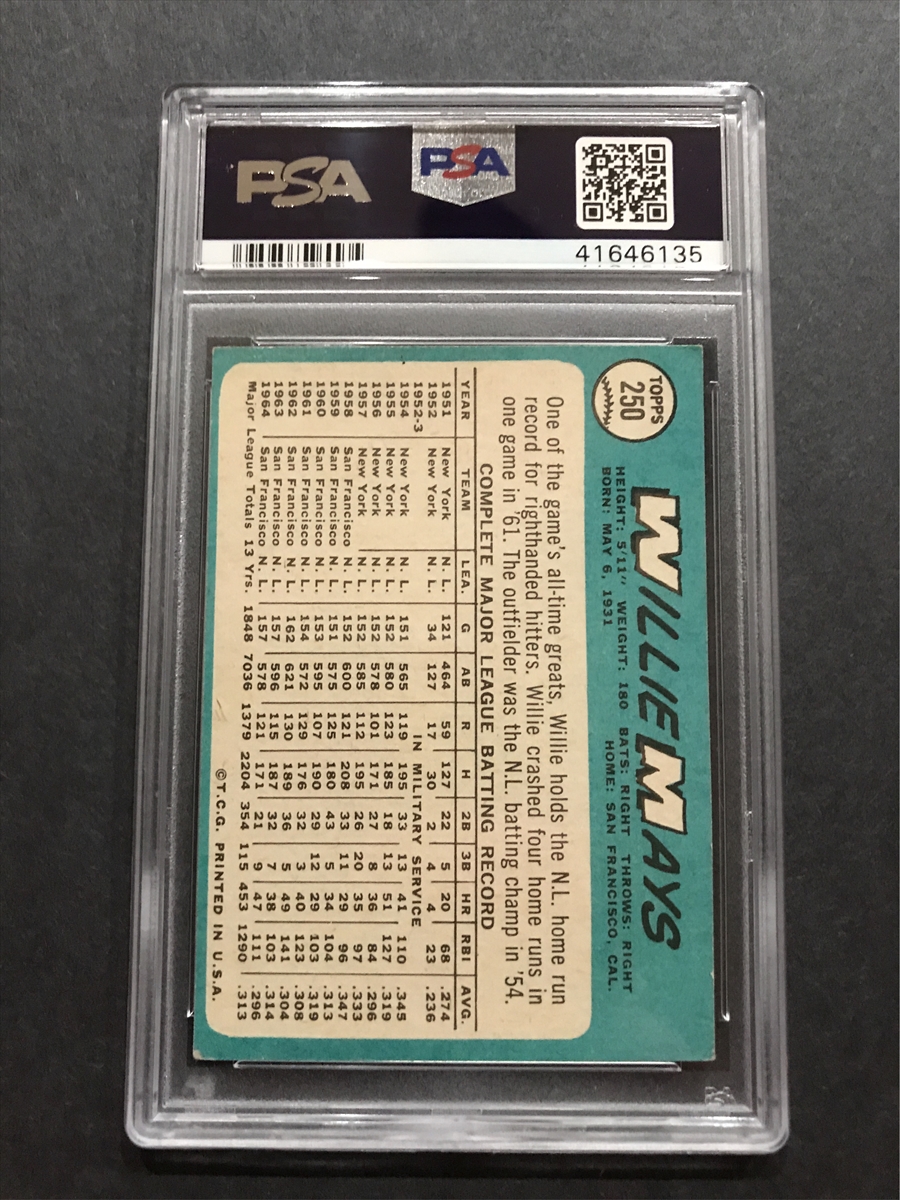 PSA
PSA
41646135
TOPPS
250
WILLIE MAYS
HEIGHT: 5'11" WEIGHT: 180 BATS: RIGHT THROWS: RIGHT
BORN: MAY 6, 1931 HOME: SAN FRANCISCO, CAL.
One of the game's all-time greats, Willie holds the N.L. home run
record for righthanded hitters. Willie crashed four home runs in
one game in '61. The outfielder was the N.L. batting champ in '54.
COMPLETE MAJOR LEAGUE BATTING RECORD
YEAR TEAM LEA. G AB R H 2B 3B HR RBI AVG.
1951 New York N. L. 121 464 59 127 22 5 20 68 .274
1952 New York N. L. 34 127 17 30 2 4 4 23 .236
1952-3 IN MILITARY SERVICE
1954 New York N. L. 151 565 119 195 33 13 41 110 .345
1955 New York N. L. 152 580 123 185 18 13 51 127 .319
1956 New York N. L. 152 578 101 171 27 8 36 84 .296
1957 New York N. L. 152 585 112 195 26 20 35 97 .333
1958 San Francisco N. L. 152 600 121 208 33 11 29 96 .347
1959 San Francisco N. L. 151 575 125 180 43 5 34 104 .313
1960 San Francisco N. L. 153 595 107 190 29 12 29 103 .319
1961 San Francisco N. L. 154 572 129 176 32 3 40 123 .308
1962 San Francisco N. L. 162 621 130 189 36 5 49 141 .304
1963 San Francisco N. L. 157 596 115 187 32 7 38 103 .314
1964 San Francisco N. L. 157 578 121 171 21 9 47 111 .296
Major League Totals 13 Yrs. 1848 7036 1379 2204 354 115 453 1290 .313
©T.C.G. PRINTED IN U.S.A.
PSA